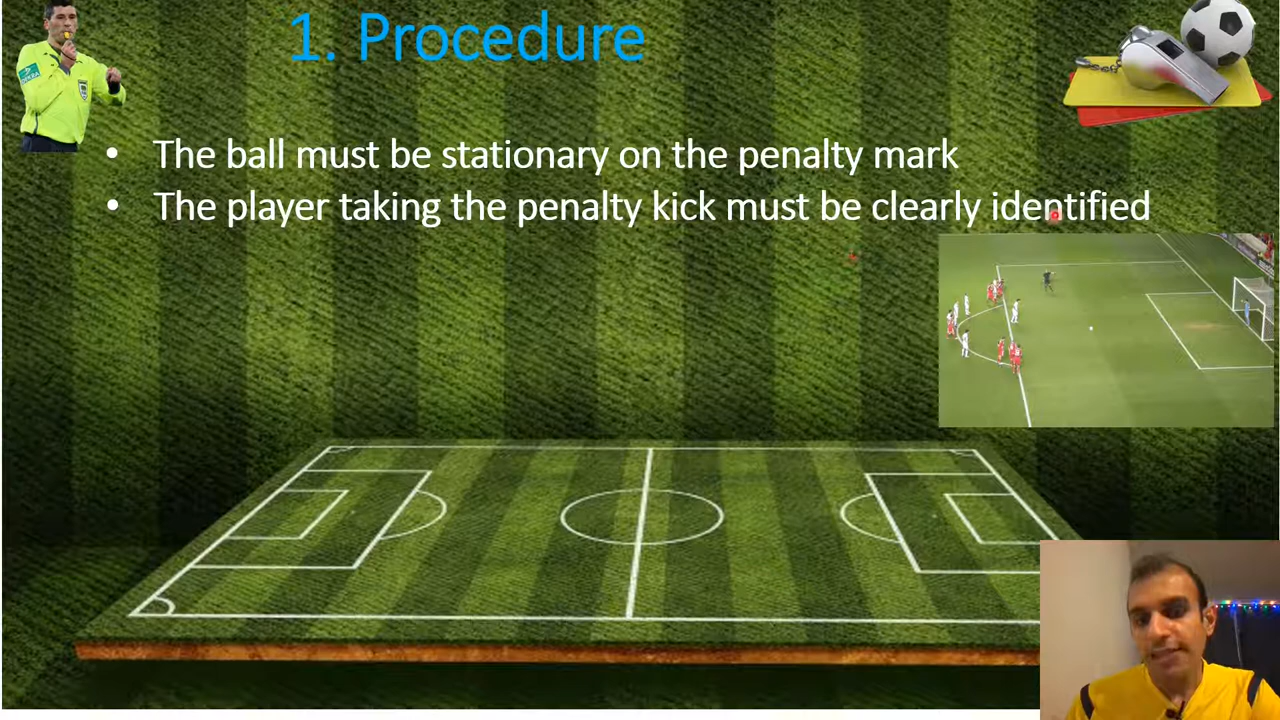 1. Procedure
• The ball must be stationary on the penalty mark
• The player taking the penalty kick must be clearly identified